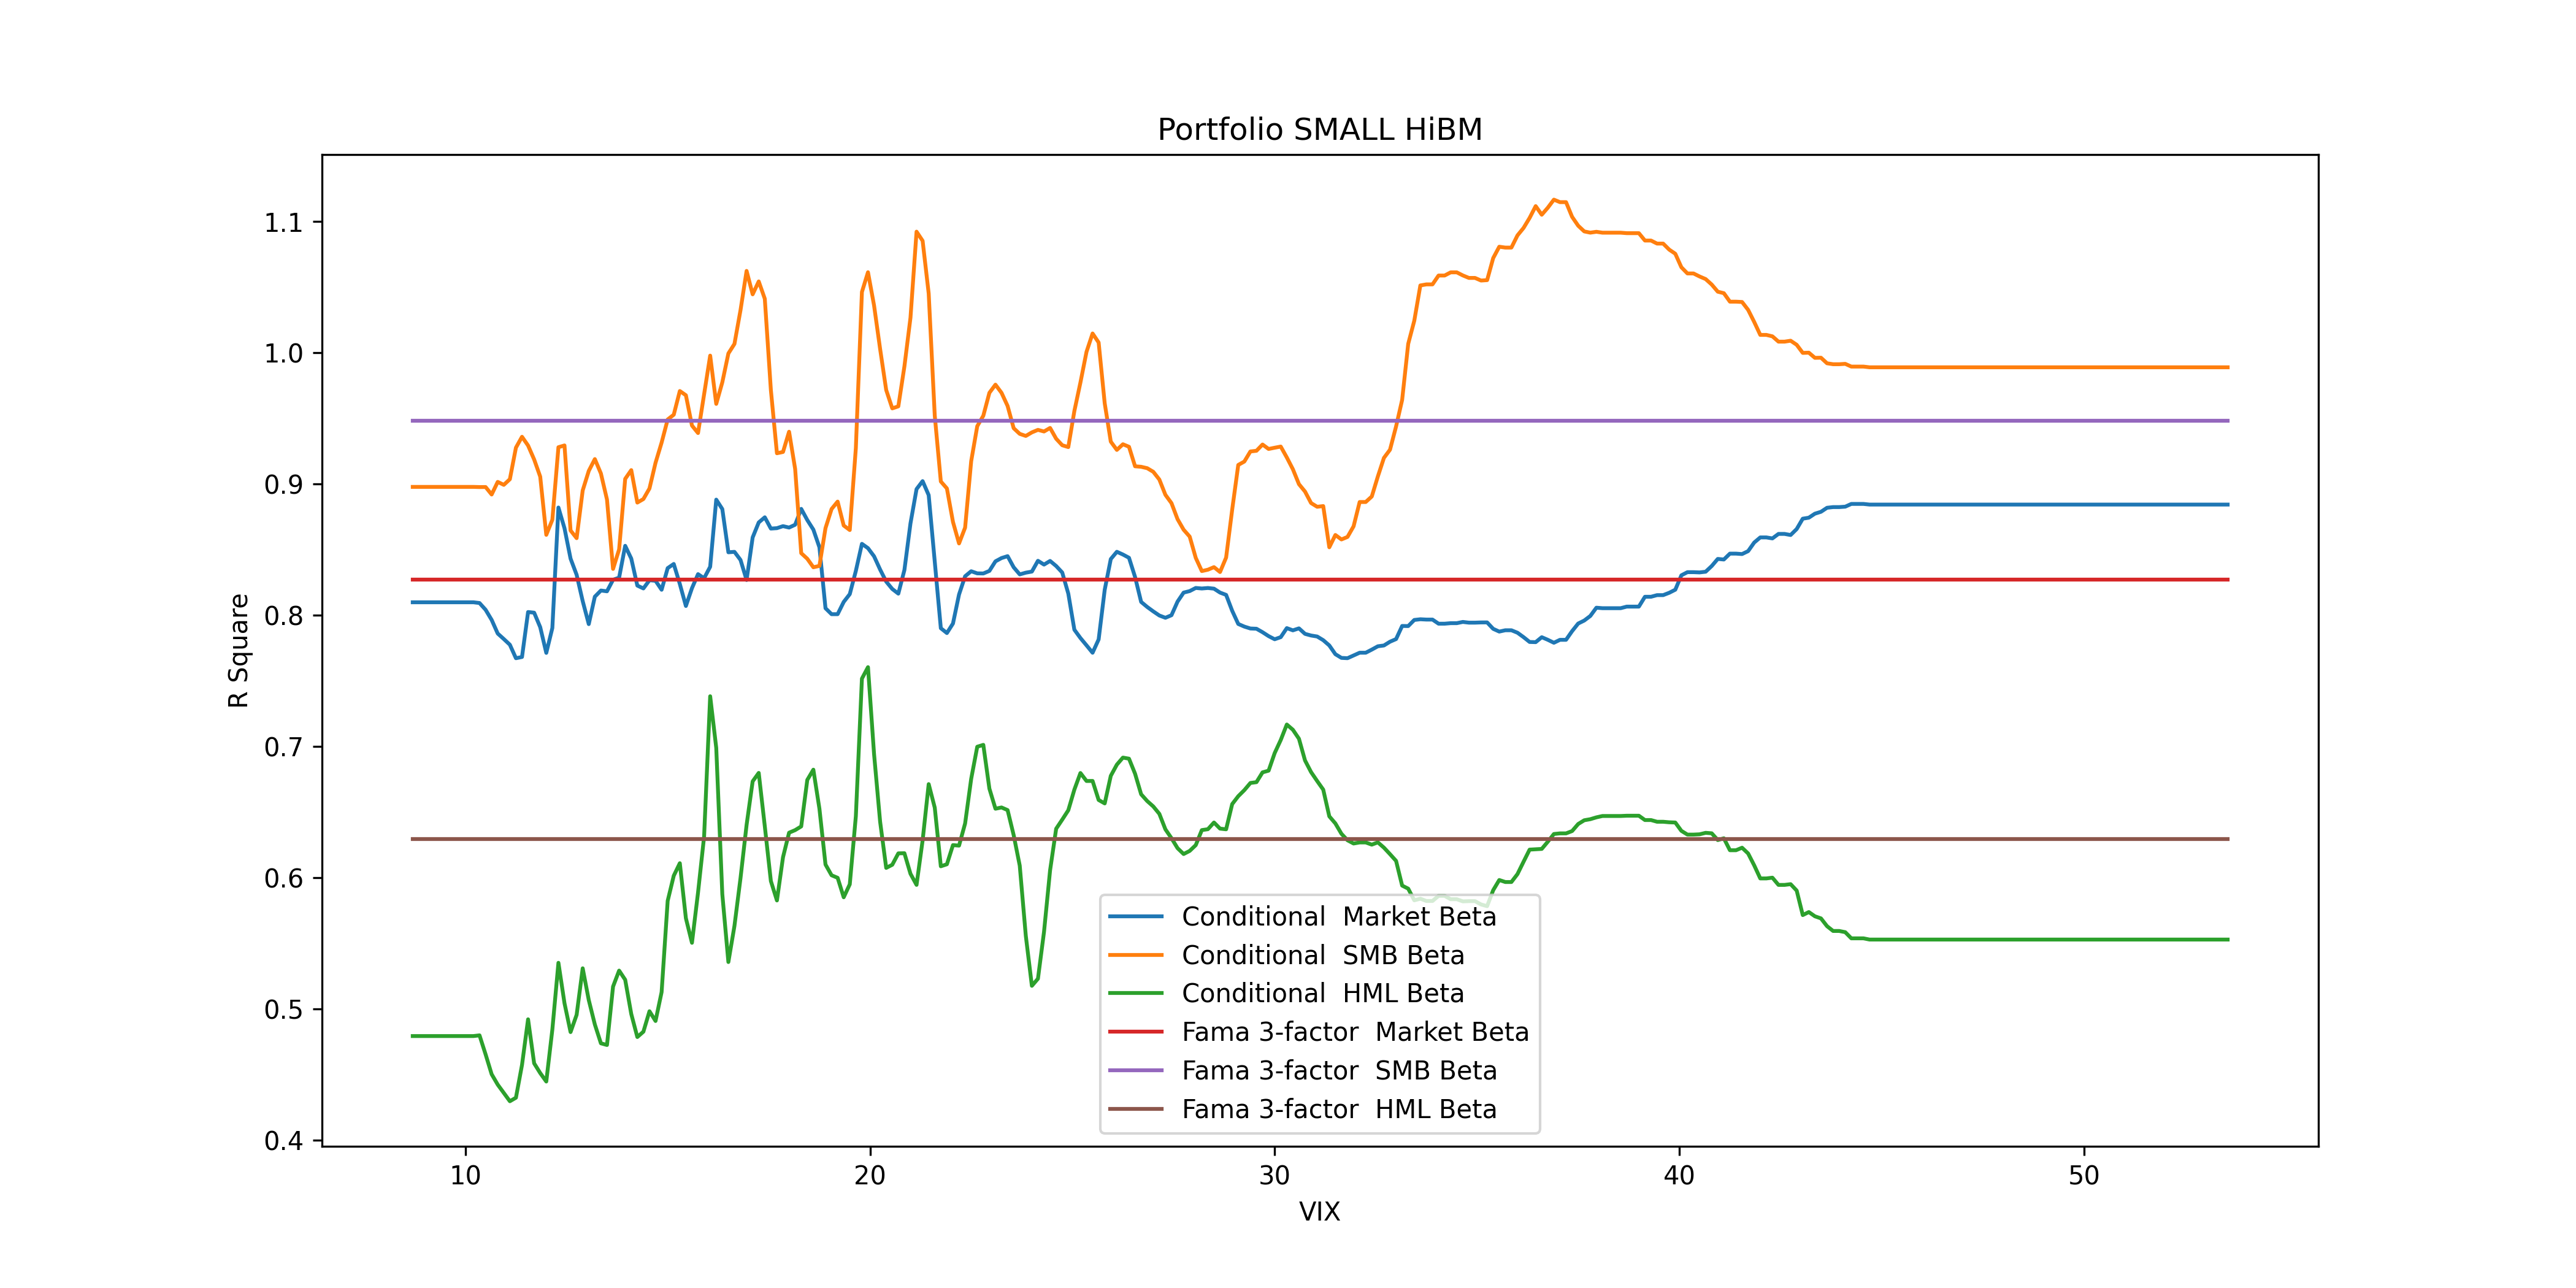 Portfolio SMALL HiBM
1.1
1.0
0.9
0.8
0.7
0.6
0.5
0.4
R Square
10 20 30 40 50
VIX
Conditional  Market Beta
Conditional  SMB Beta
Conditional  HML Beta
Fama 3-factor  Market Beta
Fama 3-factor  SMB Beta
Fama 3-factor  HML Beta